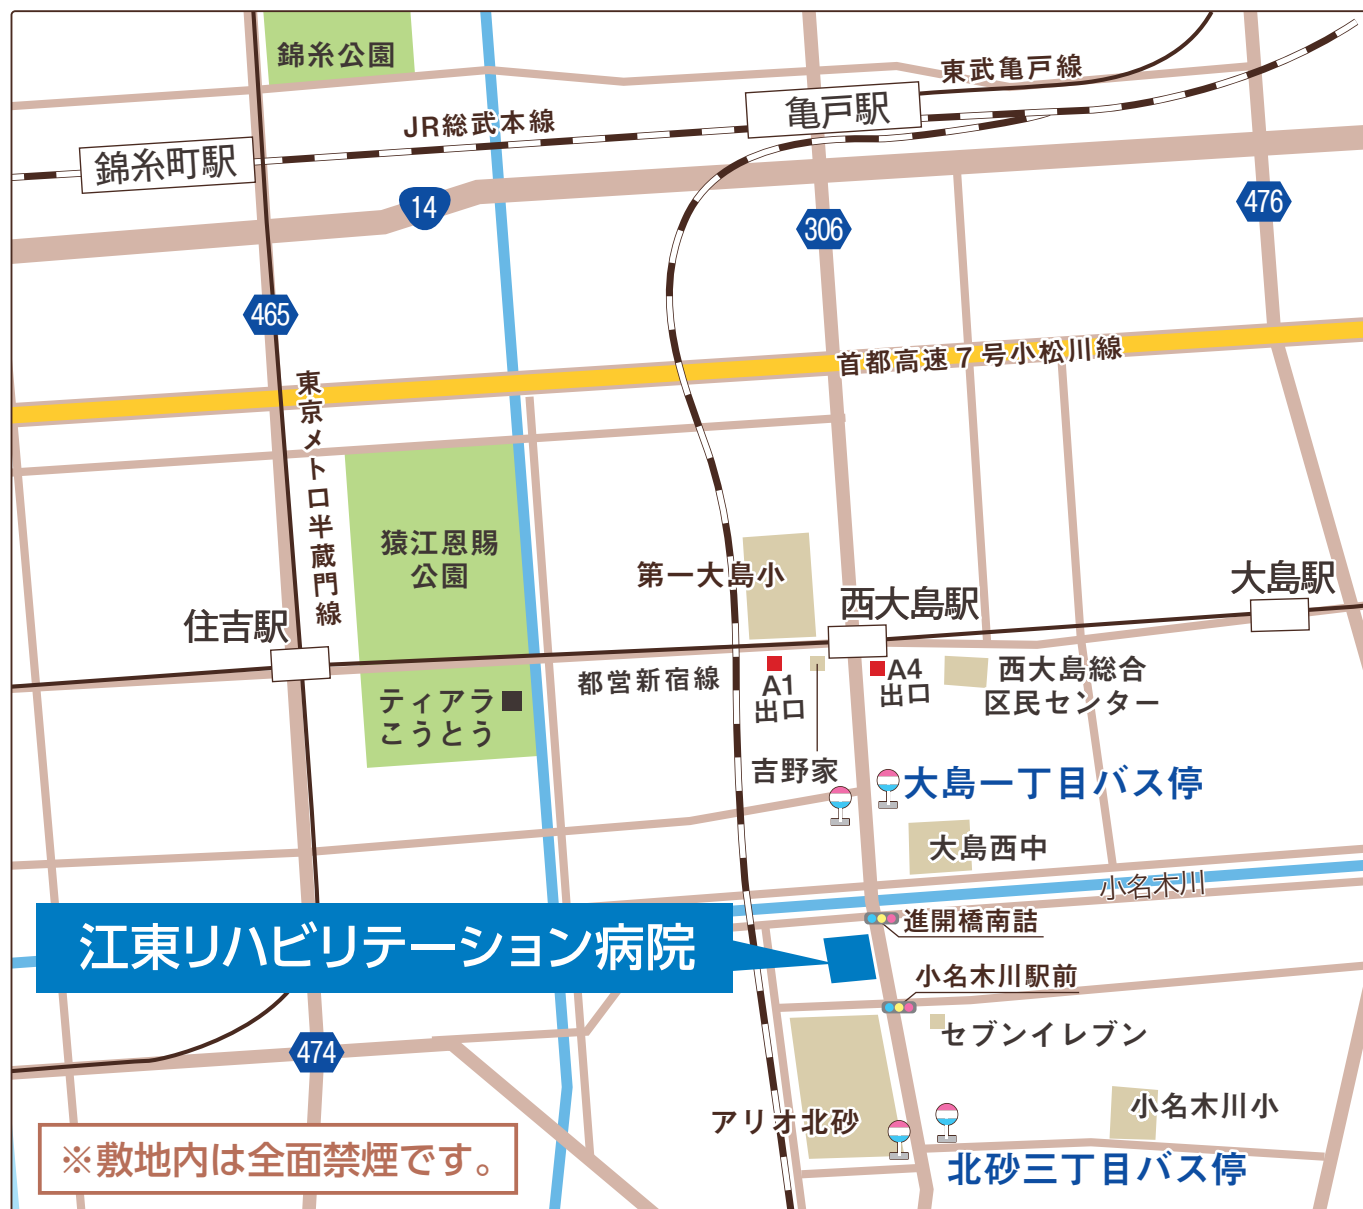 錦糸公園
東武亀戸線
JR総武本線
亀戸駅
錦糸町駅
14
476
306
465
首都高速7号小松川線
東京メトロ半蔵門線
猿江恩賜
公園
第一大島小
西大島駅
大島駅
住吉駅
都営新宿線
A1
出口
A4
出口
西大島総合
区民センター
ティアラ
こうとう
吉野家
大島一丁目バス停
大島西中
小名木川
進開橋南詰
江東リハビリテーション病院
小名木川駅前
セブンイレブン
474
アリオ北砂
小名木川小
※敷地内は全面禁煙です。
北砂三丁目バス停